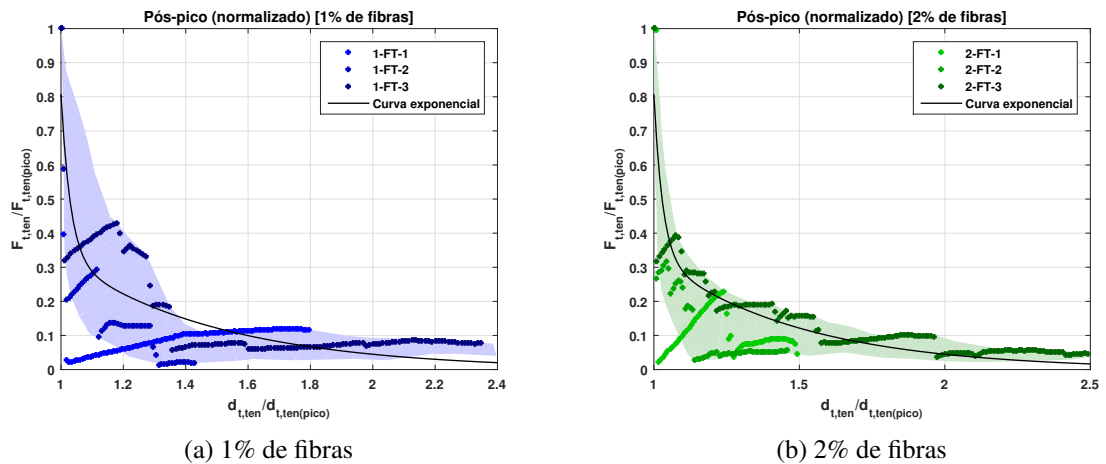 Pós-pico (normalizado) [1% de fibras]
1
0.9
0.8
0.7
0.6
0.5
0.4
0.3
0.2
0.1
0
F_t,ten/F_t,ten(pico)
1-FT-1
1-FT-2
1-FT-3
Curva exponencial
1 1.2 1.4 1.6 1.8 2 2.2 2.4
d_t,ten/d_t,ten(pico)
(a) 1% de fibras
Pós-pico (normalizado) [2% de fibras]
1
0.9
0.8
0.7
0.6
0.5
0.4
0.3
0.2
0.1
0
F_t,ten/F_t,ten(pico)
2-FT-1
2-FT-2
2-FT-3
Curva exponencial
1 1.5 2 2.5
d_t,ten/d_t,ten(pico)
(b) 2% de fibras